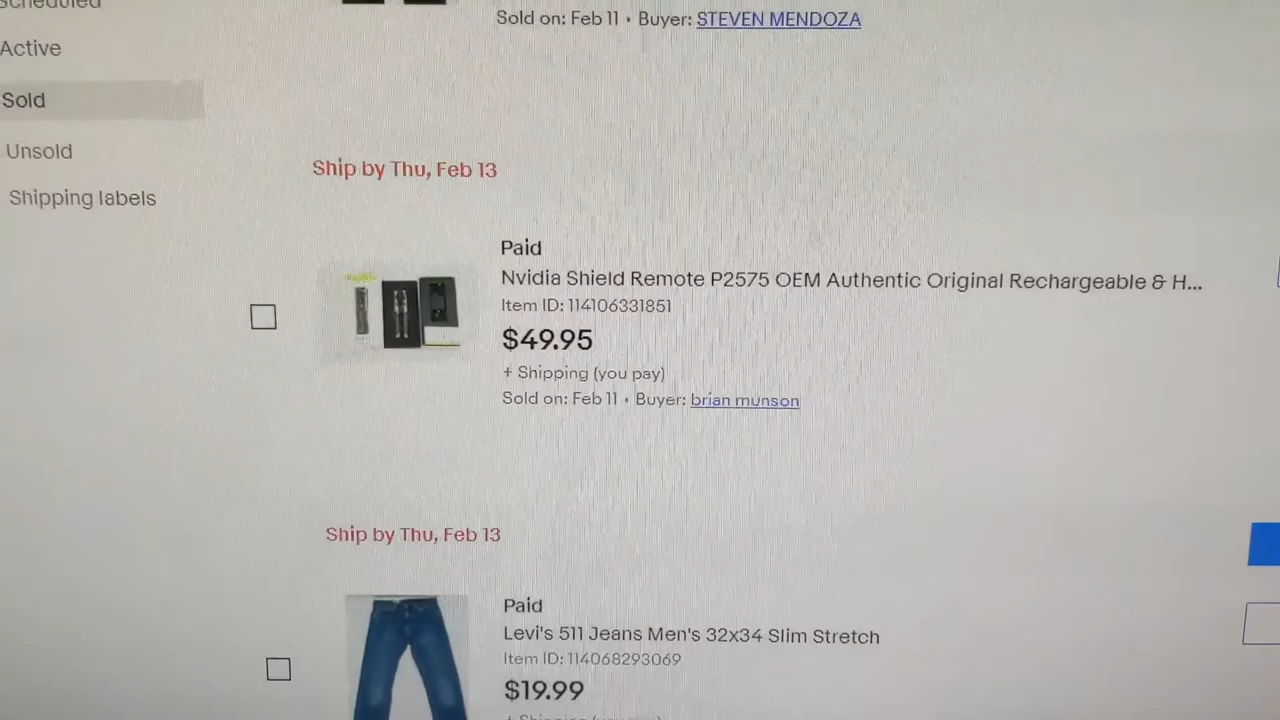 Scheduled
Sold on: Feb 11 • Buyer: STEVEN MENDOZA
Active
Sold
Unsold
Shipping labels
Ship by Thu, Feb 13
Paid
Nvidia Shield Remote P2575 OEM Authentic Original Rechargeable & H...
Item ID: 114106331851
$49.95
+ Shipping (you pay)
Sold on: Feb 11 • Buyer: brian munson
Ship by Thu, Feb 13
Paid
Levi's 511 Jeans Men's 32x34 Slim Stretch
Item ID: 114068293069
$19.99